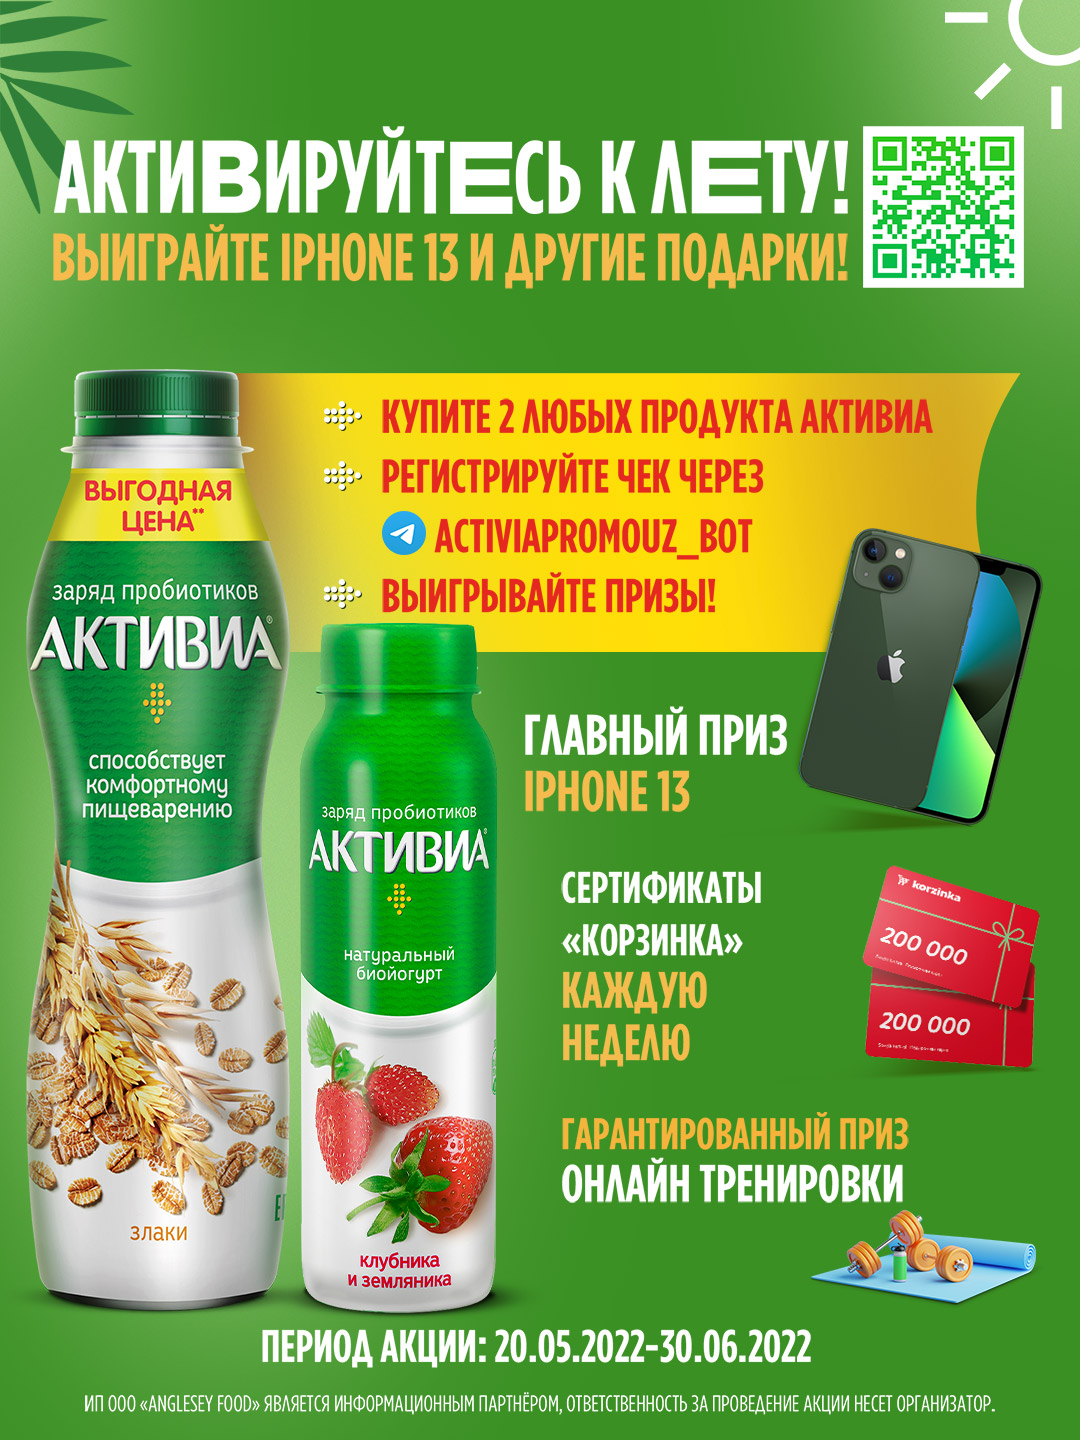 АКТИВИРУЙТЕСЬ К ЛЕТУ!
ВЫИГРАЙТЕ IPHONE 13 И ДРУГИЕ ПОДАРКИ!
КУПИТЕ 2 ЛЮБЫХ ПРОДУКТА АКТИВИА
РЕГИСТРИРУЙТЕ ЧЕК ЧЕРЕЗ
ACTIVIAPROMOUZ_BOT
ВЫИГРЫВАЙТЕ ПРИЗЫ!
ВЫГОДНАЯ
ЦЕНА**
заряд пробиотиков
АКТИВИА®
способствует
комфортному
пищеварению
злаки
заряд пробиотиков
АКТИВИА®
натуральный
биойогурт
клубника
и земляника
ГЛАВНЫЙ ПРИЗ
IPHONE 13
СЕРТИФИКАТЫ
«КОРЗИНКА»
КАЖДУЮ
НЕДЕЛЮ
korzinka
200 000
200 000
ГАРАНТИРОВАННЫЙ ПРИЗ
ОНЛАЙН ТРЕНИРОВКИ
ПЕРИОД АКЦИИ: 20.05.2022-30.06.2022
ИП ООО «ANGLESEY FOOD» ЯВЛЯЕТСЯ ИНФОРМАЦИОННЫМ ПАРТНЁРОМ, ОТВЕТСТВЕННОСТЬ ЗА ПРОВЕДЕНИЕ АКЦИИ НЕСЕТ ОРГАНИЗАТОР.